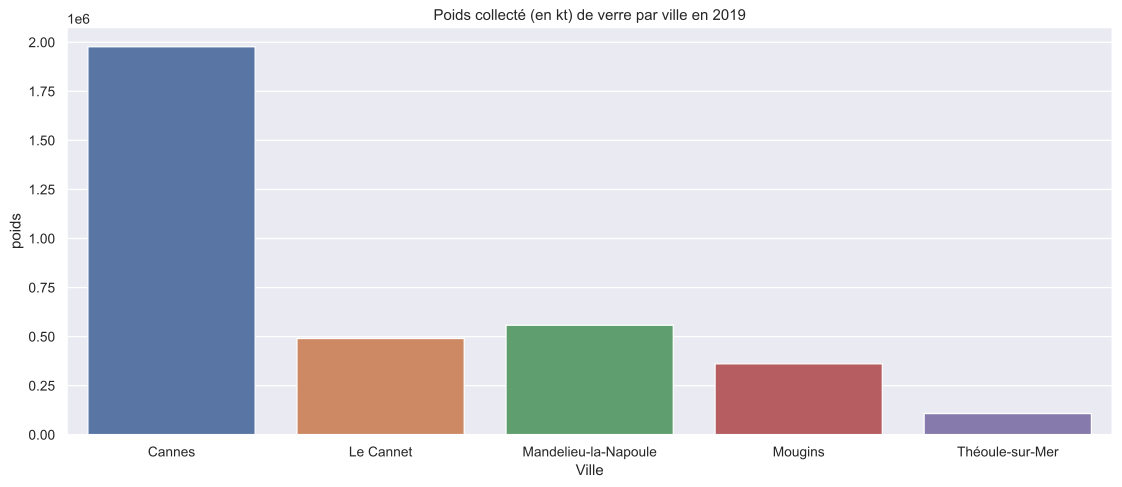 Poids collecté (en kt) de verre par ville en 2019
1e6
2.00
1.75
1.50
1.25
1.00
0.75
0.50
0.25
0.00
poids
Cannes
Le Cannet
Mandelieu-la-Napoule
Mougins
Théoule-sur-Mer
Ville